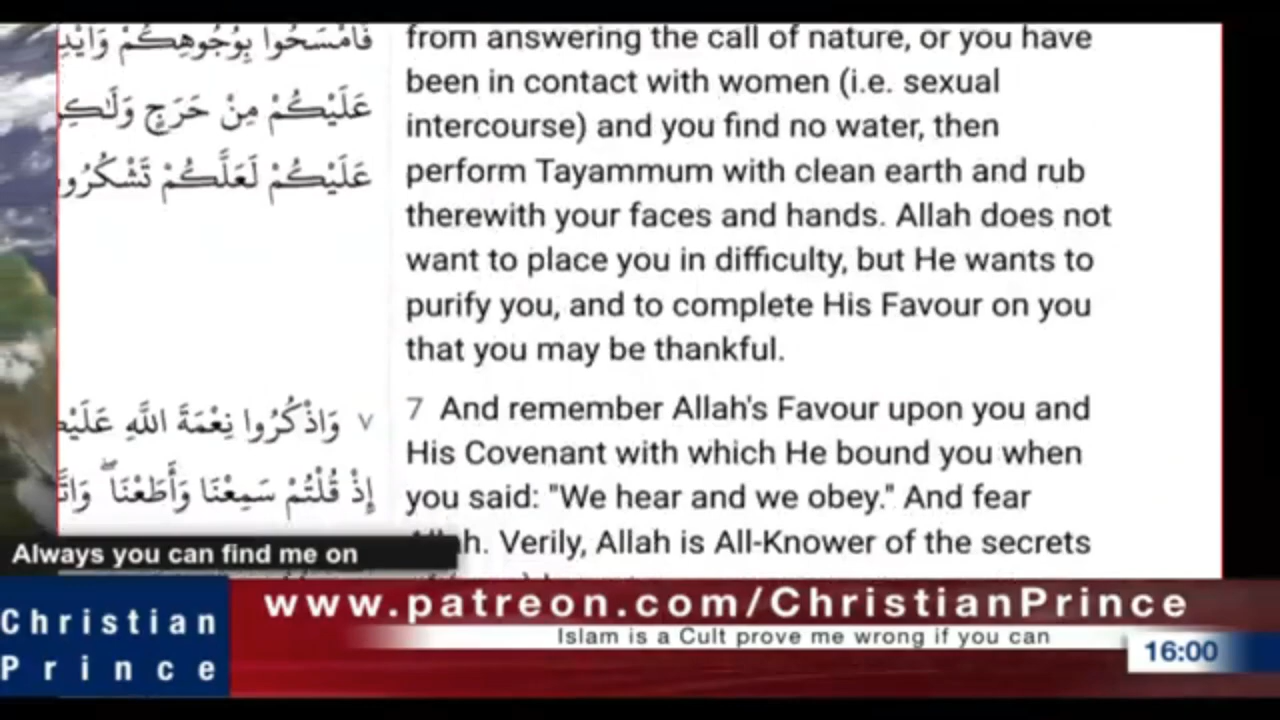 فَامْسَحُوا بِوُجُوهِكُمْ
عَلَيْكُمْ مِنْ حَرَجٍ
عَلَيْكُمْ لَعَلَّكُمْ
from answering the call of nature, or you have
been in contact with women (i.e. sexual
intercourse) and you find no water, then
perform Tayammum with clean earth and rub
therewith your faces and hands. Allah does not
want to place you in difficulty, but He wants to
purify you, and to complete His Favour on you
that you may be thankful.
٧ وَاذْكُرُوا نِعْمَةَ اللَّهِ
إِذْ قُلْتُمْ سَمِعْنَا وَأَطَعْنَا ۖ
7 And remember Allah's Favour upon you and
His Covenant with which He bound you when
you said: "We hear and we obey." And fear
Verily, Allah is All-Knower of the secrets
Always you can find me on
Christian
Prince
www.patreon.com/ChristianPrince
Islam is a Cult prove me wrong if you can
16:00